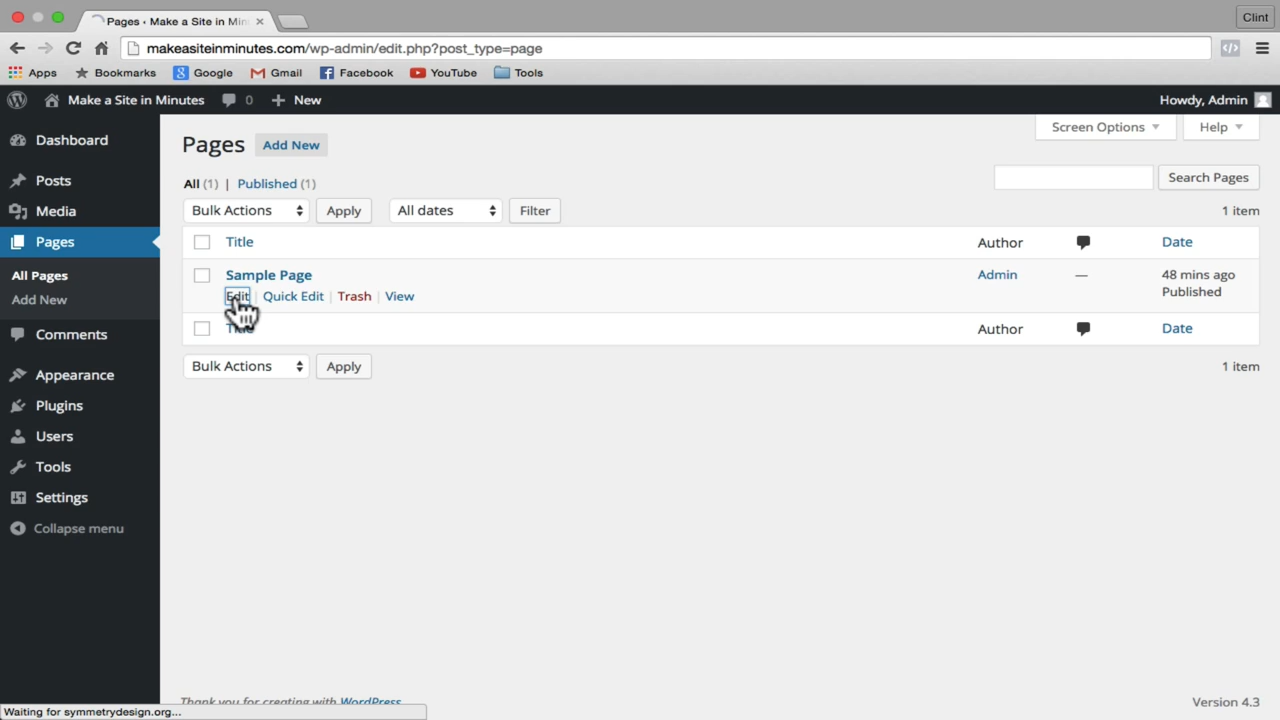 Pages ‹ Make a Site in Min
Clint
makeasiteinminutes.com/wp-admin/edit.php?post_type=page
Apps Bookmarks Google Gmail Facebook YouTube Tools
Make a Site in Minutes 0 New Howdy, Admin
Screen Options Help
Dashboard
Posts
Media
Pages
All Pages
Add New
Comments
Appearance
Plugins
Users
Tools
Settings
Collapse menu
Pages Add New
All (1) | Published (1)
Search Pages
Bulk Actions Apply All dates Filter 1 item
Title Author Date
Sample Page Admin — 48 mins ago
Edit | Quick Edit | Trash | View Published
Title Author Date
Bulk Actions Apply 1 item
Thank you for creating with WordPress. Version 4.3
Waiting for symmetrydesign.org...